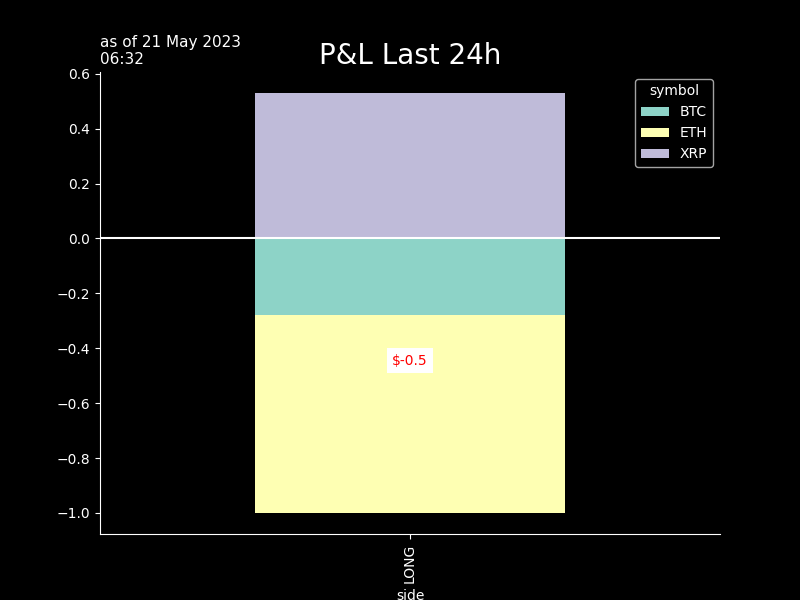 as of 21 May 2023
06:32
P&L Last 24h
symbol
BTC
ETH
XRP
0.6
0.4
0.2
0.0
−0.2
−0.4
−0.6
−0.8
−1.0
$-0.5
LONG
side